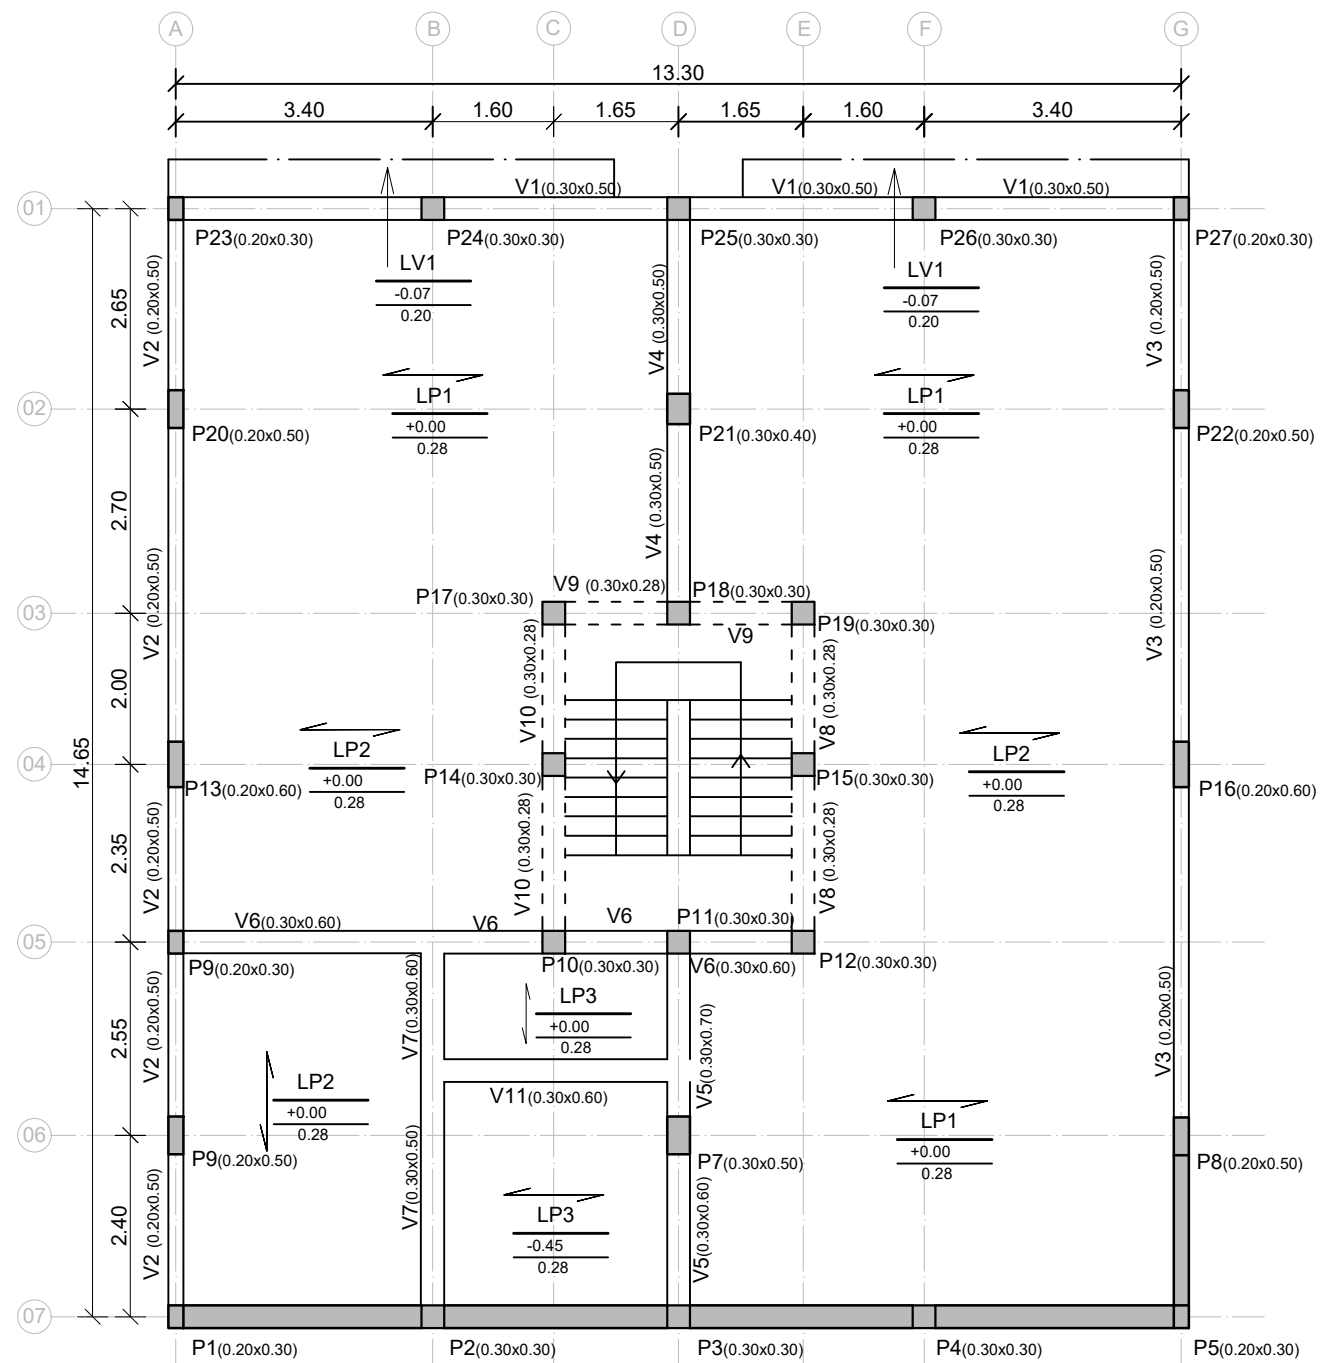 A B C D E F G
13.30
3.40 1.60 1.65 1.65 1.60 3.40
V1(0.30x0.50) V1(0.30x0.50) V1(0.30x0.50)
01
P23(0.20x0.30) P24(0.30x0.30) P25(0.30x0.30) P26(0.30x0.30) P27(0.20x0.30)
LV1
-0.07
0.20
LV1
-0.07
0.20
2.65
V2 (0.20x0.50)
V4 (0.30x0.50)
V3 (0.20x0.50)
LP1
+0.00
0.28
LP1
+0.00
0.28
02
P20(0.20x0.50) P21(0.30x0.40) P22(0.20x0.50)
2.70
V4 (0.30x0.50)
V2 (0.20x0.50)
V3 (0.20x0.50)
V9 (0.30x0.28)
P17(0.30x0.30) P18(0.30x0.30)
03
P19(0.30x0.30)
V9
2.00
V10 (0.30x0.28)
V8 (0.30x0.28)
LP2
+0.00
0.28
LP2
+0.00
0.28
04
14.65
P13(0.20x0.60) P14(0.30x0.30) P15(0.30x0.30) P16(0.20x0.60)
2.35
V2 (0.20x0.50)
V10 (0.30x0.28)
V8 (0.30x0.28)
V6(0.30x0.60) V6 V6 P11(0.30x0.30)
05
P9(0.20x0.30) P10(0.30x0.30) V6(0.30x0.60) P12(0.30x0.30)
2.55
V2 (0.20x0.50)
V7(0.30x0.60)
LP3
+0.00
0.28
V5(0.30x0.70)
V3 (0.20x0.50)
V11(0.30x0.60)
LP2
+0.00
0.28
LP1
+0.00
0.28
06
P9(0.20x0.50) P7(0.30x0.50) P8(0.20x0.50)
2.40
V2 (0.20x0.50)
V7(0.30x0.50)
LP3
-0.45
0.28
V5(0.30x0.60)
07
P1(0.20x0.30) P2(0.30x0.30) P3(0.30x0.30) P4(0.30x0.30) P5(0.20x0.30)